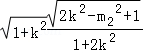 √1+k² √2k²−m₂²+1 / 1+2k²